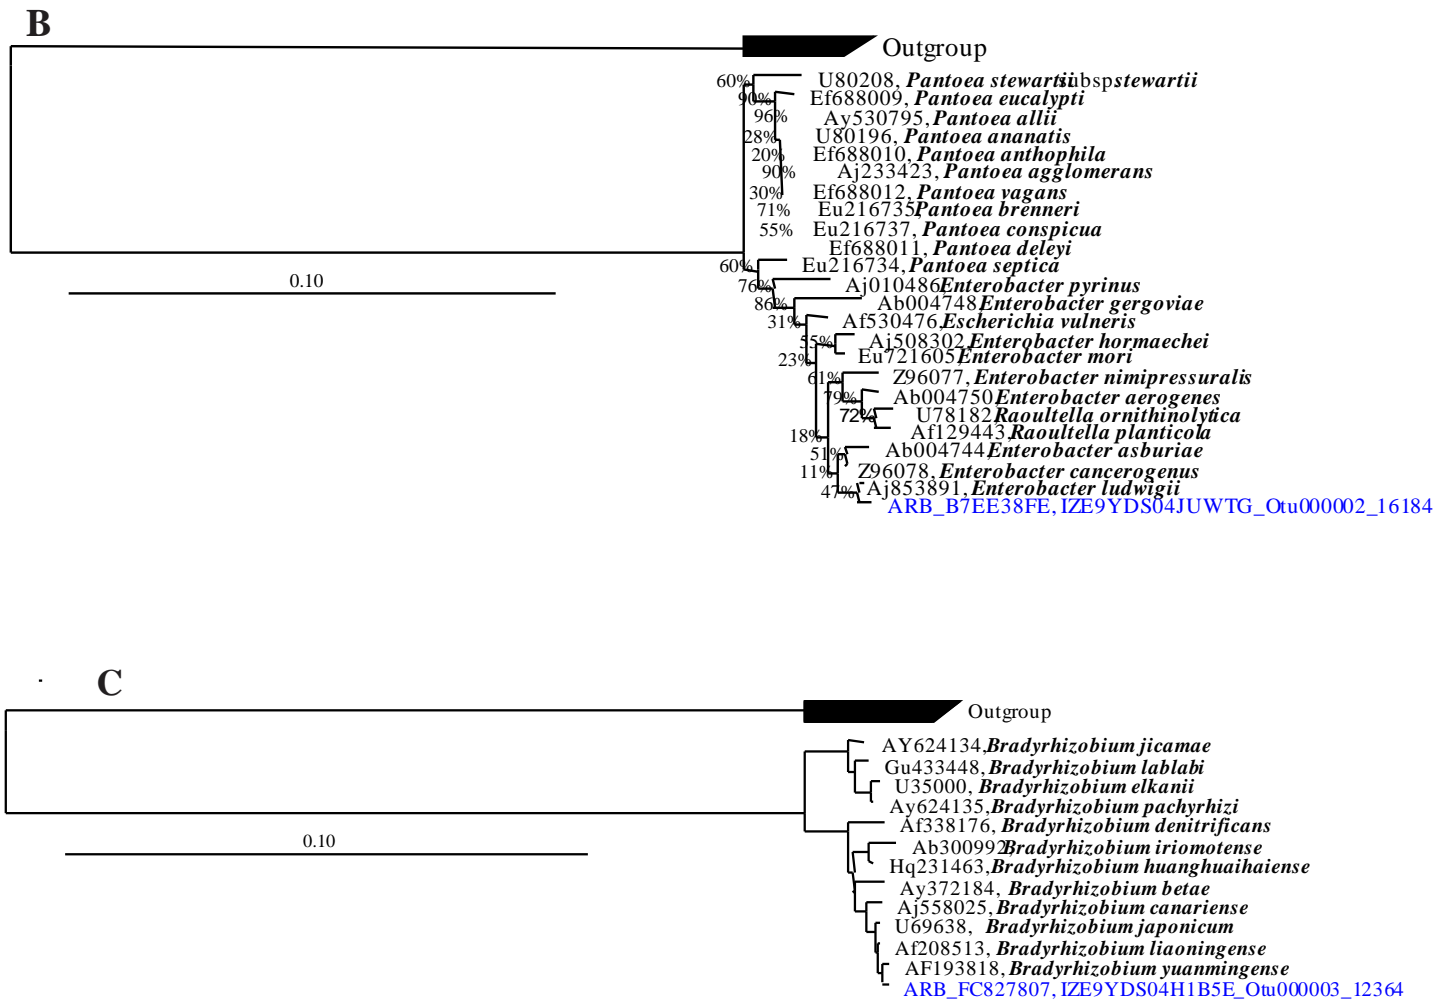 B
Outgroup
60% U80208, Pantoea stewartii subsp stewartii
90% Ef688009, Pantoea eucalypti
96% Ay530795, Pantoea allii
28% U80196, Pantoea ananatis
20% Ef688010, Pantoea anthophila
90% Aj233423, Pantoea agglomerans
30% Ef688012, Pantoea vagans
71% Eu216735, Pantoea brenneri
55% Eu216737, Pantoea conspicua
Ef688011, Pantoea deleyi
60% Eu216734, Pantoea septica
76% Aj010486, Enterobacter pyrinus
86% Ab004748, Enterobacter gergoviae
31% Af530476, Escherichia vulneris
55% Aj508302, Enterobacter hormaechei
23% Eu721605, Enterobacter mori
61% Z96077, Enterobacter nimipressuralis
79% Ab004750, Enterobacter aerogenes
72% U78182, Raoultella ornithinolytica
Af129443, Raoultella planticola
18% Ab004744, Enterobacter asburiae
51%
11% Z96078, Enterobacter cancerogenus
47% Aj853891, Enterobacter ludwigii
ARB_B7EE38FE, IZE9YDS04JUWTG_Otu000002_16184
0.10
C
Outgroup
AY624134, Bradyrhizobium jicamae
Gu433448, Bradyrhizobium lablabi
U35000, Bradyrhizobium elkanii
Ay624135, Bradyrhizobium pachyrhizi
Af338176, Bradyrhizobium denitrificans
Ab300992, Bradyrhizobium iriomotense
Hq231463, Bradyrhizobium huanghuaihaiense
Ay372184, Bradyrhizobium betae
Aj558025, Bradyrhizobium canariense
U69638, Bradyrhizobium japonicum
Af208513, Bradyrhizobium liaoningense
AF193818, Bradyrhizobium yuanmingense
ARB_FC827807, IZE9YDS04H1B5E_Otu000003_12364
0.10